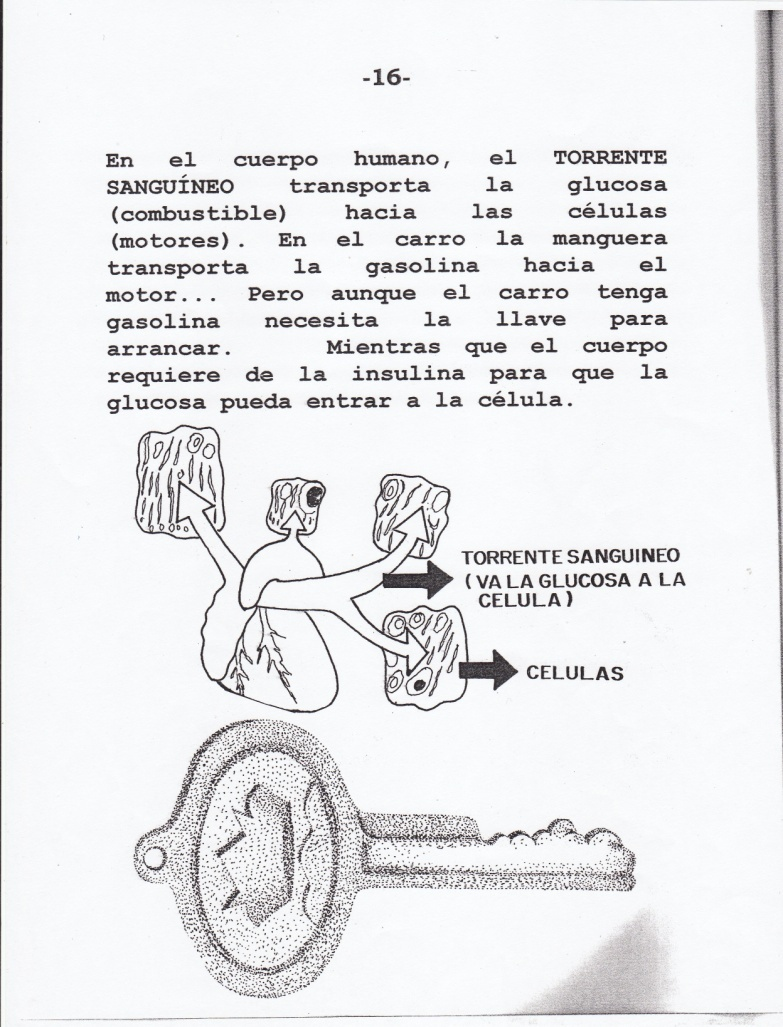 -16-
En el cuerpo humano, el TORRENTE
SANGUÍNEO transporta la glucosa
(combustible) hacia las células
(motores). En el carro la manguera
transporta la gasolina hacia el
motor... Pero aunque el carro tenga
gasolina necesita la llave para
arrancar. Mientras que el cuerpo
requiere de la insulina para que la
glucosa pueda entrar a la célula.
TORRENTE SANGUINEO
( VA LA GLUCOSA A LA
CELULA )
CELULAS